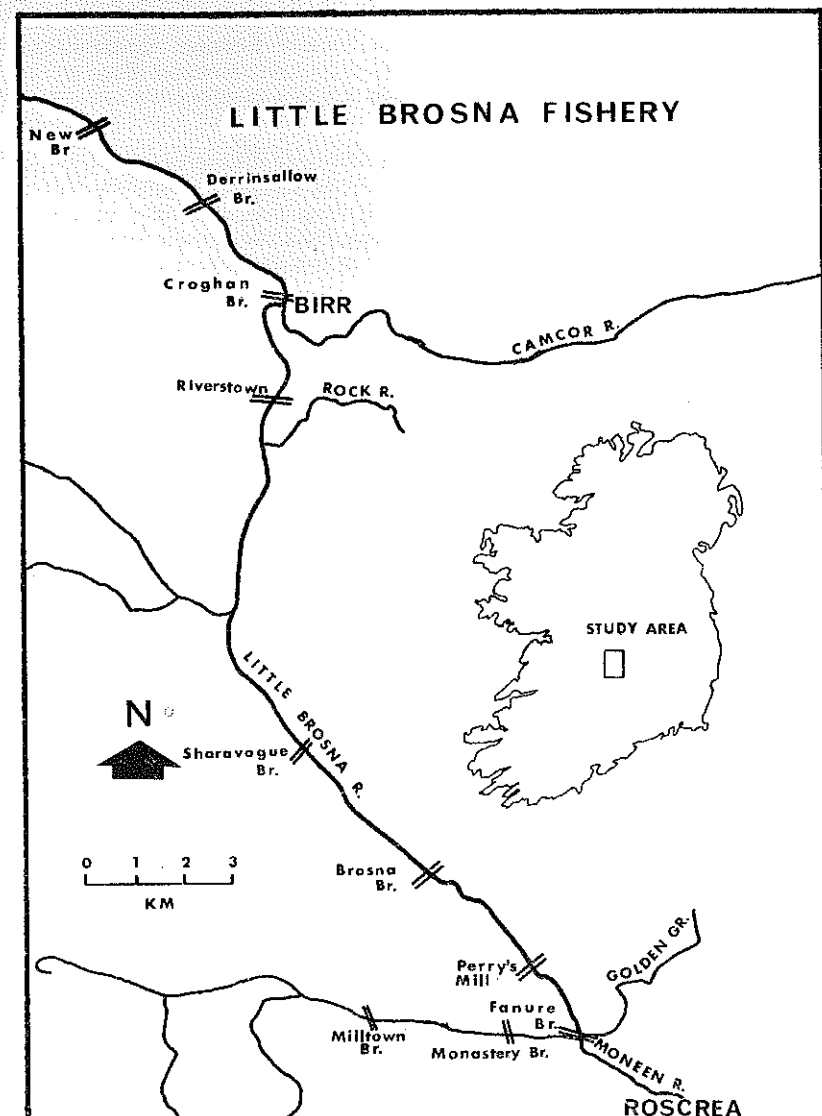 LITTLE BROSNA FISHERY
New
Br
Derrinsallow
Br.
Croghan
Br.
BIRR
CAMCOR R.
Riverstown
ROCK R.
STUDY AREA
LITTLE BROSNA R.
N
Sharavogue
Br.
0 1 2 3
KM
Brosna
Br.
GOLDEN GR.
Perry's
Mill
Fanure
Br.
Milltown
Br.
Monastery Br.
MONEEN R.
ROSCREA